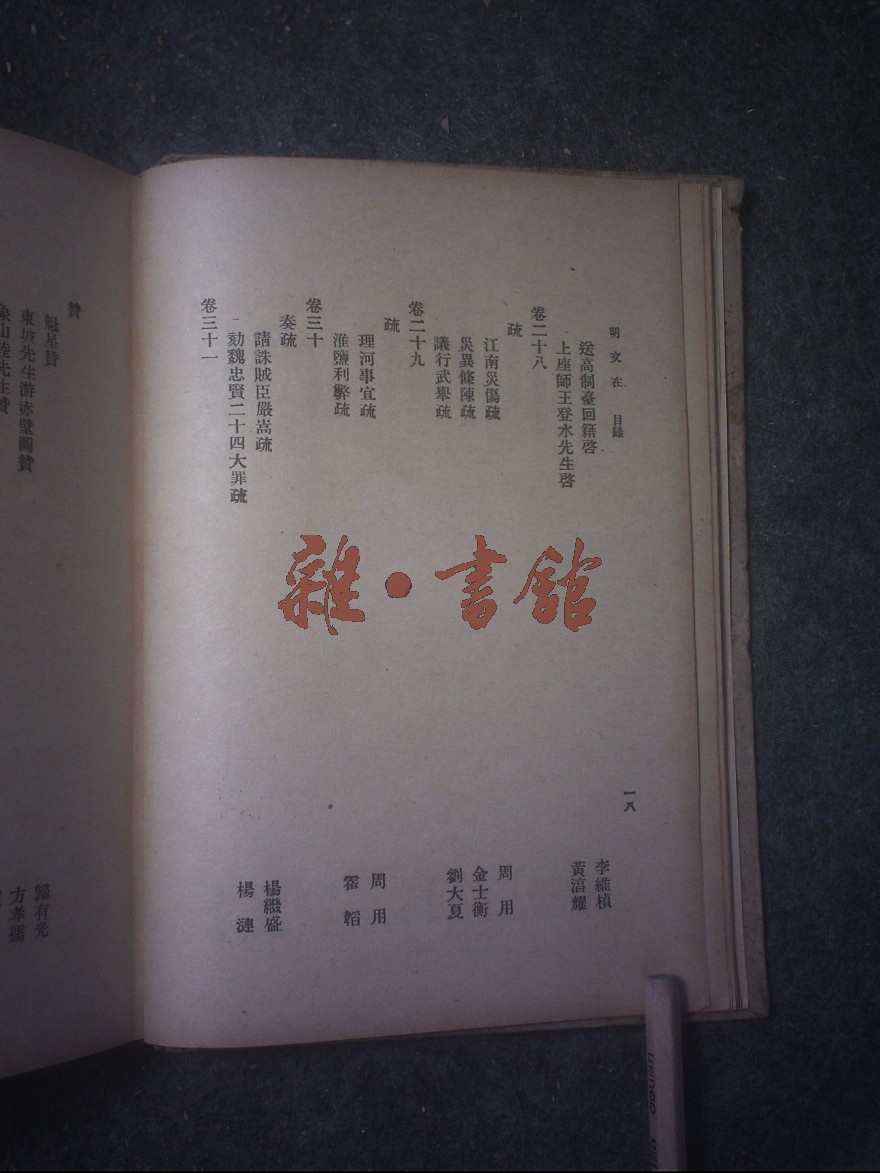 明文在 目錄 一八
送高制臺回籍啓 李維楨
上座師王登水先生啓 黃淳耀
卷二十八
疏
江南災傷疏 周用
災異條陳疏 金士衡
議行武舉疏 劉大夏
卷二十九
疏
理河事宜疏 周用
淮鹽利弊疏 霍韜
卷三十
奏疏
請誅賊臣嚴嵩疏 楊繼盛
劾魏忠賢二十四大罪疏 楊漣
卷三十一
贊
魁星贊 歸有光
東坡先生游赤壁圖贊 方孝孺
象山陸先生贊
雜·書館